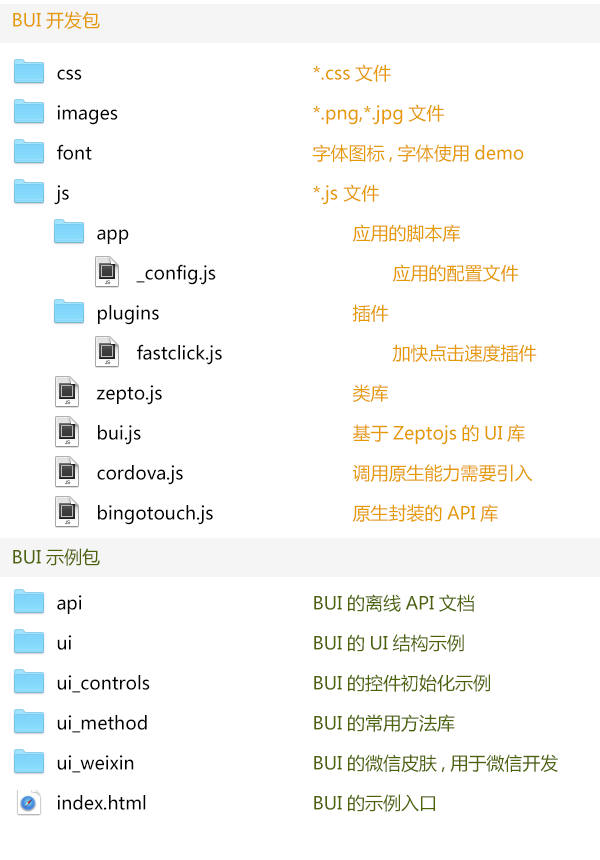 BUI 开发包
css *.css 文件
images *.png,*.jpg 文件
font 字体图标 , 字体使用 demo
js *.js 文件
app 应用的脚本库
_config.js 应用的配置文件
plugins 插件
fastclick.js 加快点击速度插件
zepto.js 类库
bui.js 基于 Zeptojs 的 UI 库
cordova.js 调用原生能力需要引入
bingotouch.js 原生封装的 API 库
BUI 示例包
api BUI 的离线 API 文档
ui BUI 的 UI 结构示例
ui_controls BUI 的控件初始化示例
ui_method BUI 的常用方法库
ui_weixin BUI 的微信皮肤 , 用于微信开发
index.html BUI 的示例入口